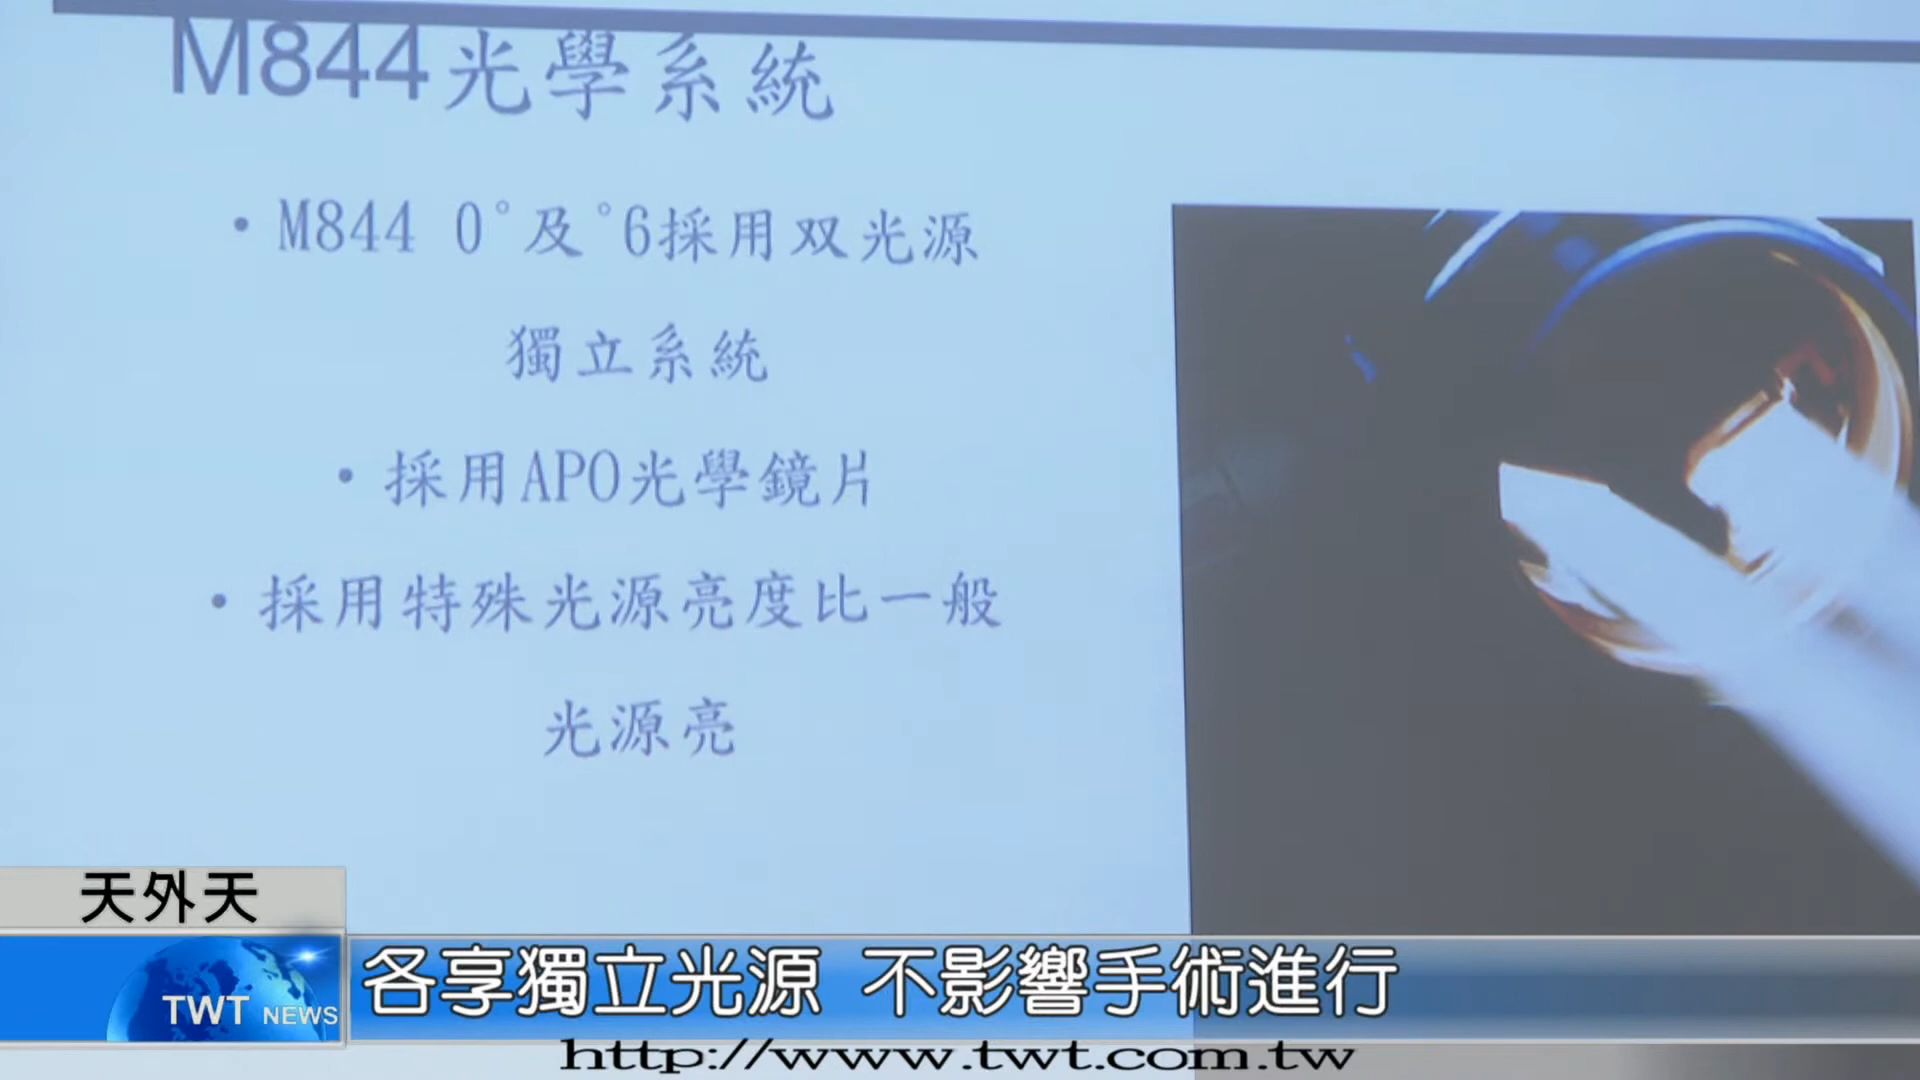 M844光學系統
• M844 0°及°6採用双光源
獨立系統
• 採用APO光學鏡片
• 採用特殊光源亮度比一般
光源亮
天外天
TWT NEWS
各享獨立光源 不影響手術進行
http://www.twt.com.tw